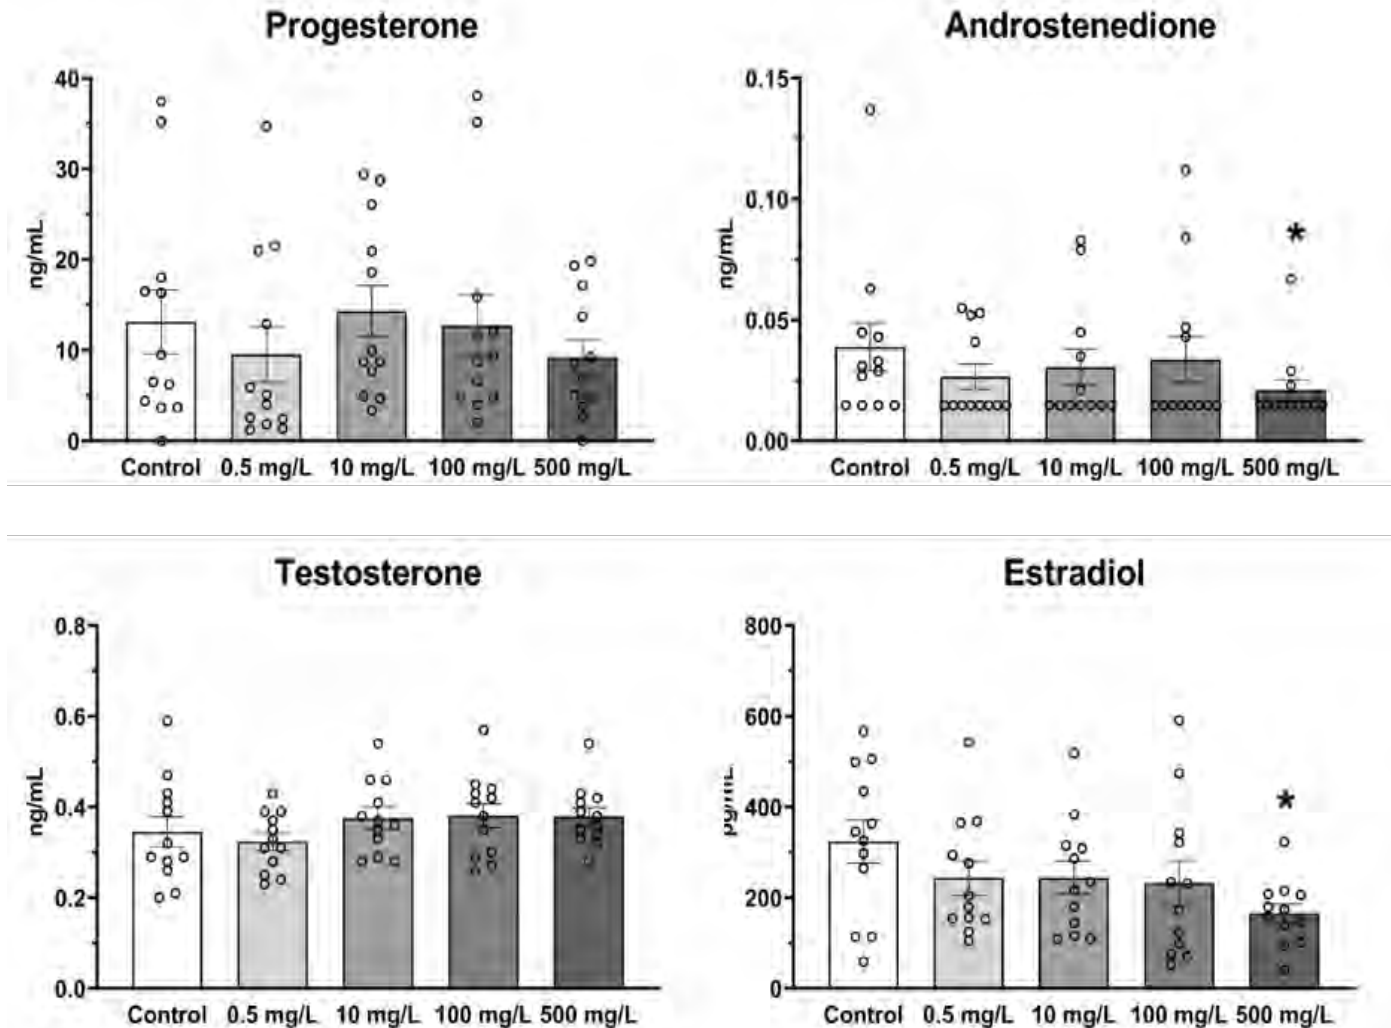 Progesterone
40
30
20
10
0
ng/mL
Control 0.5 mg/L 10 mg/L 100 mg/L 500 mg/L
Androstenedione
0.15
0.10
0.05
0.00
ng/mL
*
Control 0.5 mg/L 10 mg/L 100 mg/L 500 mg/L
Testosterone
0.8
0.6
0.4
0.2
0.0
ng/mL
Control 0.5 mg/L 10 mg/L 100 mg/L 500 mg/L
Estradiol
800
600
400
200
0
pg/mL
*
Control 0.5 mg/L 10 mg/L 100 mg/L 500 mg/L